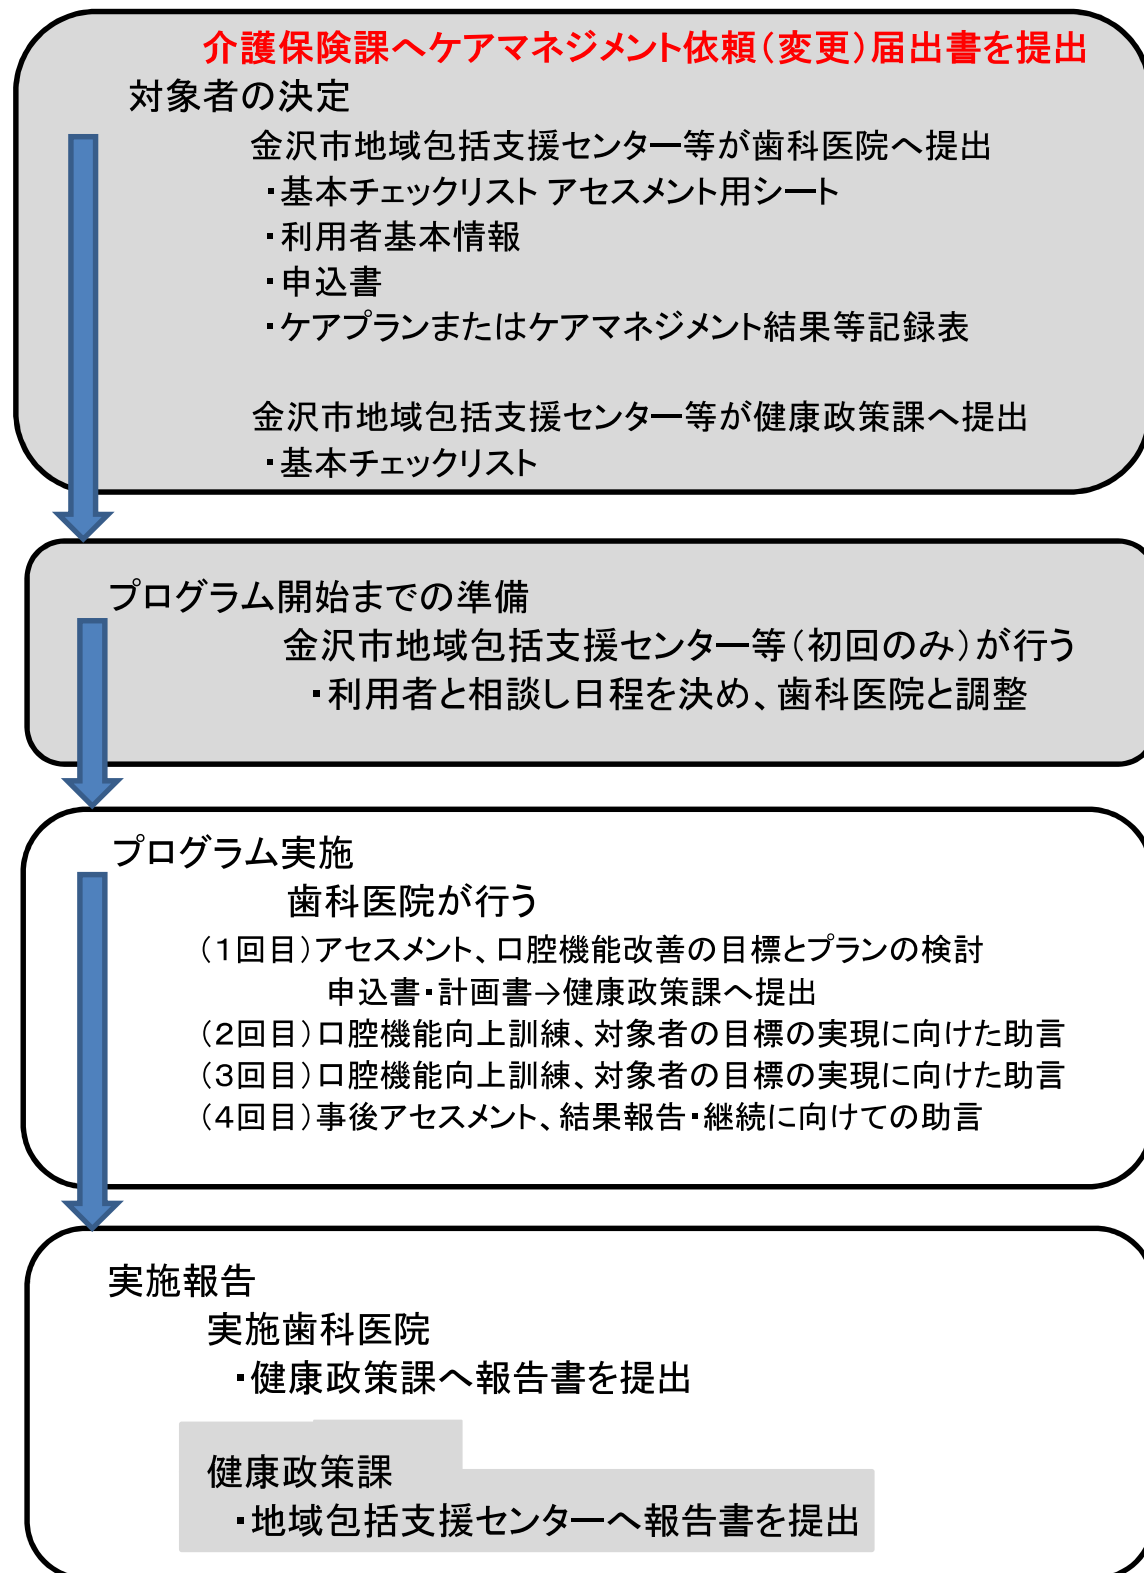 介護保険課へケアマネジメント依頼（変更）届出書を提出
対象者の決定
金沢市地域包括支援センター等が歯科医院へ提出
・基本チェックリスト アセスメント用シート
・利用者基本情報
・申込書
・ケアプランまたはケアマネジメント結果等記録表
金沢市地域包括支援センター等が健康政策課へ提出
・基本チェックリスト
プログラム開始までの準備
金沢市地域包括支援センター等（初回のみ）が行う
・利用者と相談し日程を決め、歯科医院と調整
プログラム実施
歯科医院が行う
（１回目）アセスメント、口腔機能改善の目標とプランの検討
申込書・計画書→健康政策課へ提出
（２回目）口腔機能向上訓練、対象者の目標の実現に向けた助言
（３回目）口腔機能向上訓練、対象者の目標の実現に向けた助言
（４回目）事後アセスメント、結果報告・継続に向けての助言
実施報告
実施歯科医院
・健康政策課へ報告書を提出
健康政策課
・地域包括支援センターへ報告書を提出